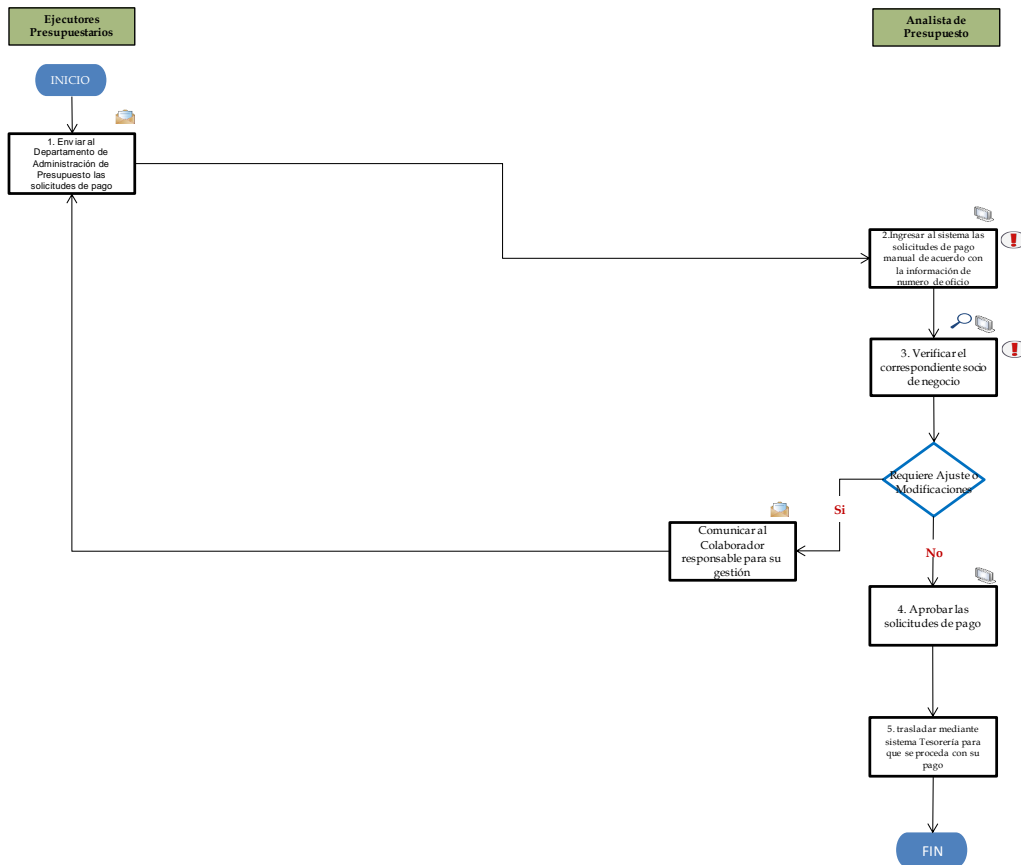 Ejecutores
Presupuestarios
Analista de
Presupuesto
INICIO
1. Enviar al
Departamento de
Administración de
Presupuesto las
solicitudes de pago
2.Ingresar al sistema las
solicitudes de pago
manual de acuerdo con
la información de
numero de oficio
3. Verificar el
correspondiente socio
de negocio
Requiere Ajuste o
Modificaciones
Si
Comunicar al
Colaborador
responsable para su
gestión
No
4. Aprobar las
solicitudes de pago
5. trasladar mediante
sistema Tesorería para
que se proceda con su
pago
FIN